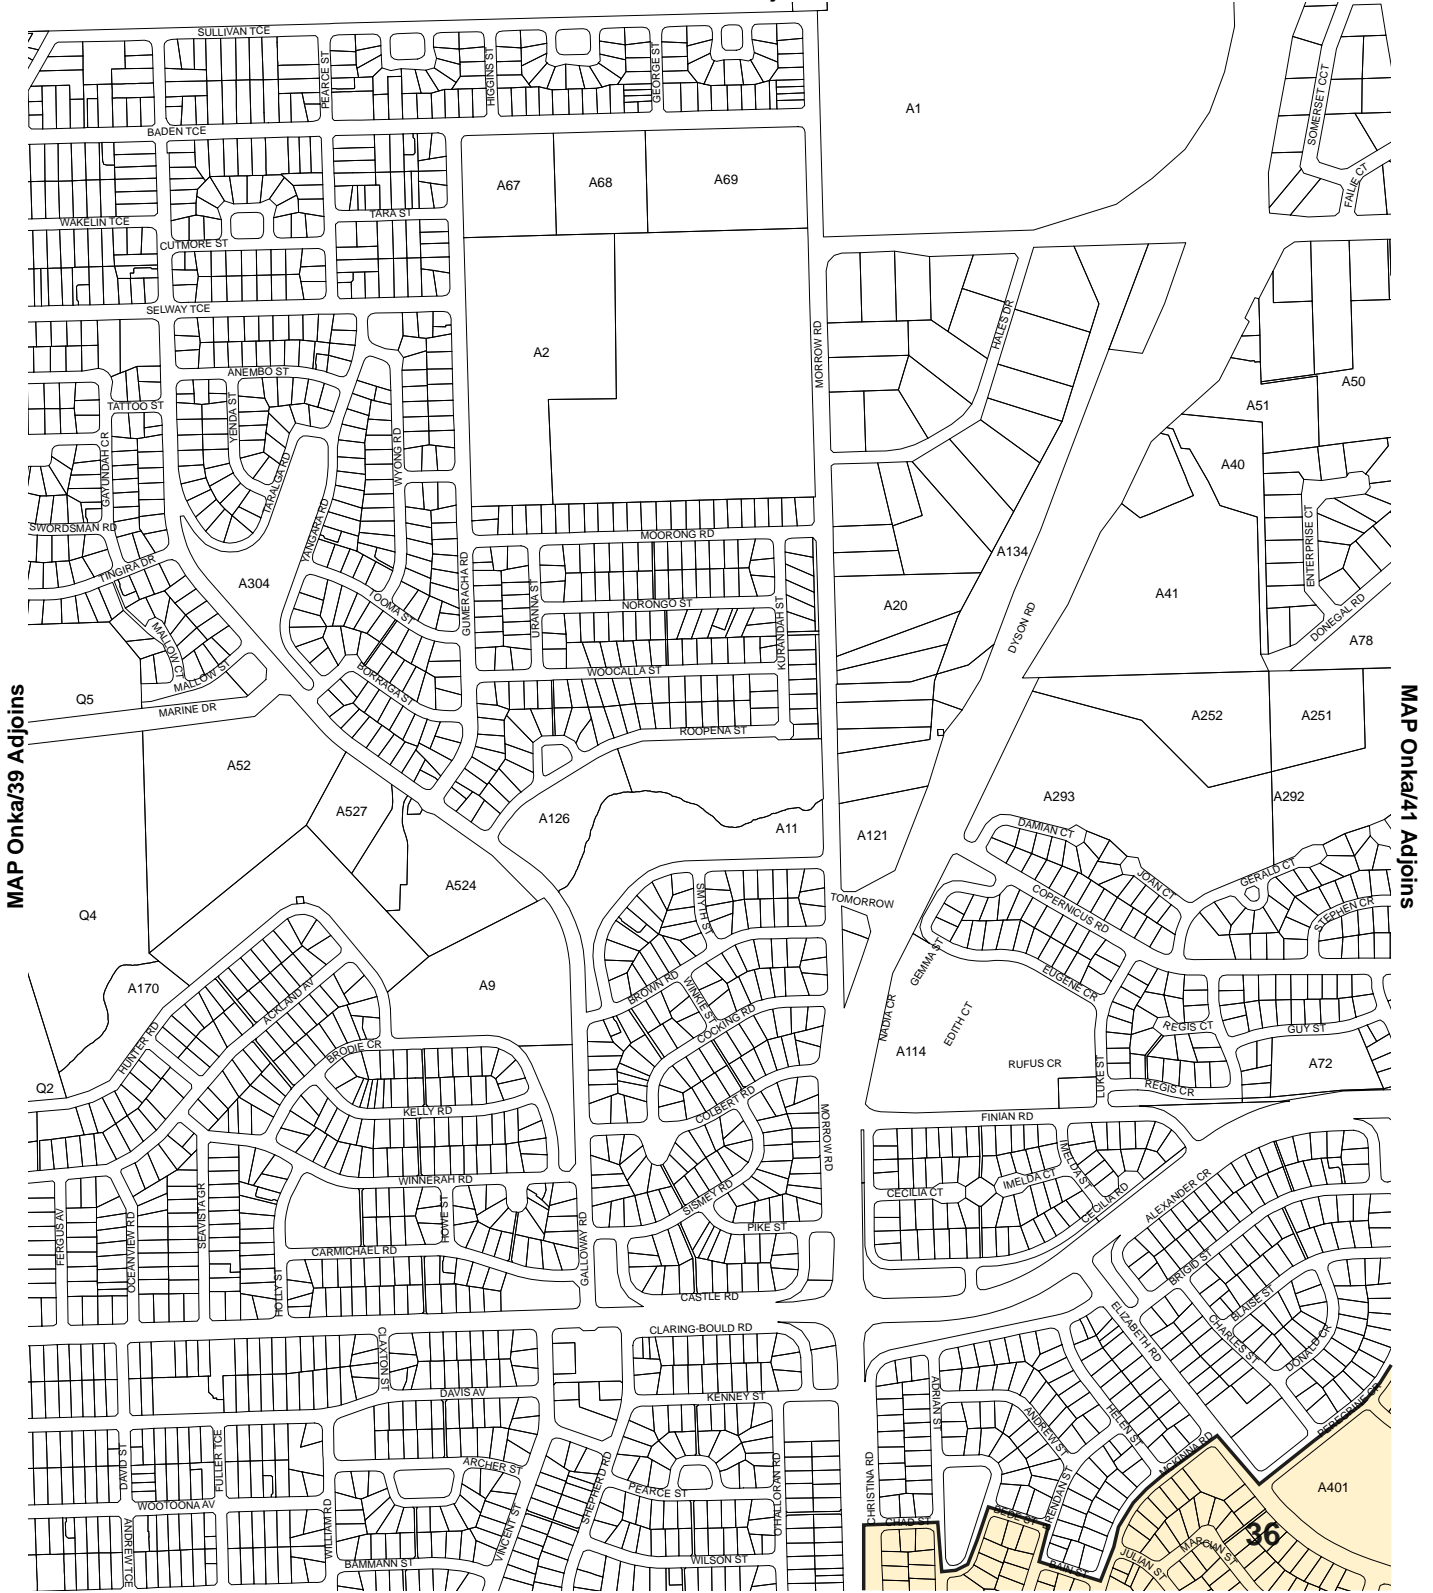 SULLIVAN TCE
PEARCE ST
HIGGINS ST
GEORGE ST
A1
SOMERSET CCT
FAILIE CT
BADEN TCE
A67
A68
A69
TARA ST
WAKELIN TCE
CUTMORE ST
SELWAY TCE
HALES DR
MORROW RD
A2
ANEMBO ST
A50
A51
TATTOO ST
YENDA ST
WYONG RD
GAYUNDAH CR
TARALGA RD
A40
SWORDSMAN RD
YANGARA RD
MOORONG RD
ENTERPRISE CT
A134
TINGIRA DR
A304
GUMERACHA RD
URANNA ST
TOOMA ST
NORONGO ST
A20
A41
DONEGAL RD
DYSON RD
KURANDAH ST
A78
MALLOW CT
MALLOW ST
WOOCALLA ST
BORRAGA ST
Q5
MARINE DR
ROOPENA ST
A252
A251
MAP Onka/39 Adjoins
MAP Onka/41 Adjoins
A52
A527
A126
A11
A293
A292
DAMIAN CT
A121
A524
SMYTH ST
JOAN CT
GERALD CT
COPERNICUS RD
STEPHEN CR
TOMORROW
Q4
GEMMA ST
EUGENE CR
A170
A9
BROWN RD
WINKIE ST
ACKLAND AV
COCKING RD
NADIA CR
EDITH CT
REGIS CT
GUY ST
HUNTER RD
BRODIE CR
A114
RUFUS CR
LUKE ST
A72
Q2
REGIS CR
KELLY RD
COLBERT RD
MORROW RD
FINIAN RD
WINNERAH RD
IMELDA ST
IMELDA CT
CECILIA CT
CECILIA RD
ALEXANDER CR
SISMEY RD
PIKE ST
FERGUS AV
OCEANVIEW RD
SEAVISTA GR
HOWE ST
GALLOWAY RD
CARMICHAEL RD
HOLLY ST
BRIGID ST
CASTLE RD
BLAISE ST
CLARING-BOULD RD
ELIZABETH RD
CHARLES ST
DONALD CR
CLAXTON ST
DAVIS AV
KENNEY ST
ADRIAN ST
ANDREW ST
HELEN ST
PEREGRINE CR
MCKINNA RD
DAVID ST
FULLER TCE
ARCHER ST
SHEPHERD RD
PEARCE ST
O'HALLORAN RD
CHRISTINA RD
BRENDAN ST
A401
WOOTOONA AV
ANDREW TCE
WILLIAM RD
VINCENT ST
CHAD ST
BEDE ST
36
BAMMANN ST
WILSON ST
BAIN ST
JULIAN ST
MARCIAN ST